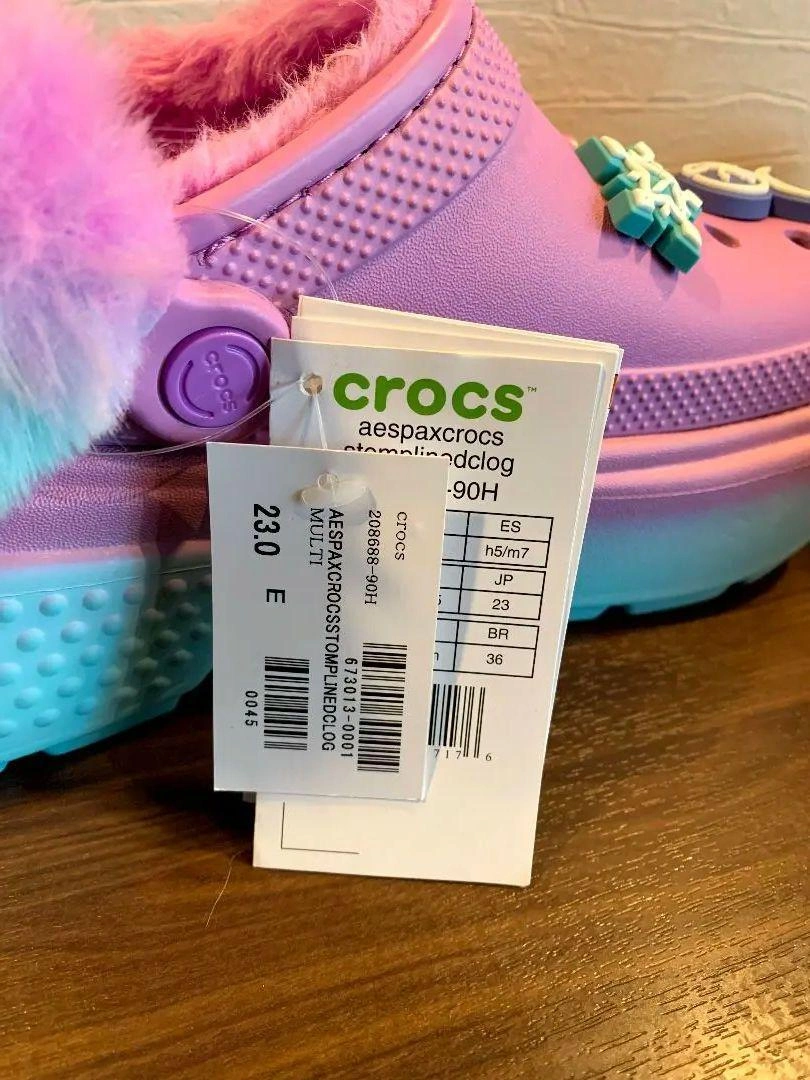 crocs
crocs™
aespaxcrocs
stomplinedclog
-90H
ES
h5/m7
JP
23
BR
36
717 6
crocs
208688-90H
673013-0001
AESPAXCROCSSTOMPLINEDCLOG
MULTI
23.0 E
0045